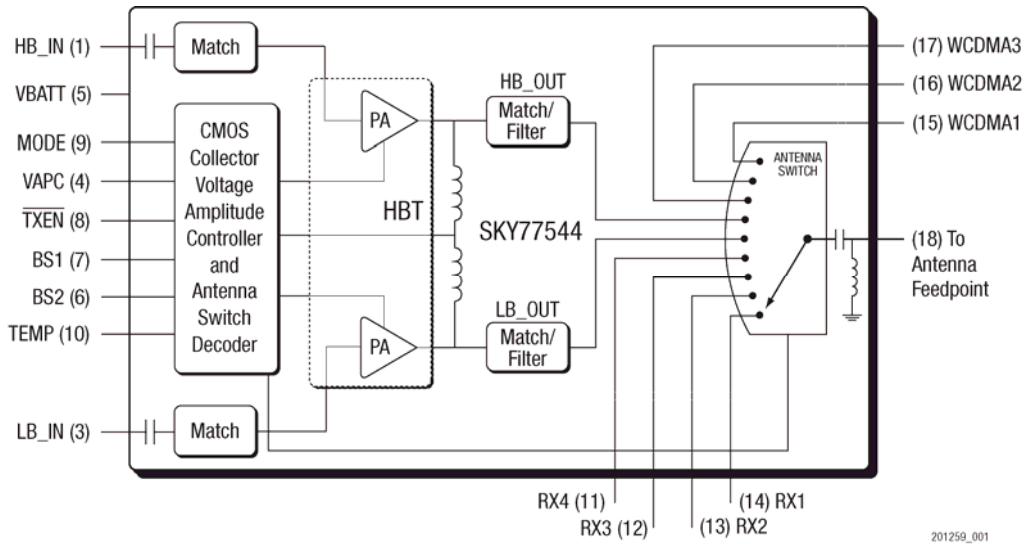 HB_IN (1)
VBATT (5)
MODE (9)
VAPC (4)
TXEN (8)
BS1 (7)
BS2 (6)
TEMP (10)
LB_IN (3)
Match
CMOS
Collector
Voltage
Amplitude
Controller
and
Antenna
Switch
Decoder
Match
PA
HBT
PA
HB_OUT
Match/
Filter
SKY77544
LB_OUT
Match/
Filter
ANTENNA
SWITCH
(17) WCDMA3
(16) WCDMA2
(15) WCDMA1
(18) To
Antenna
Feedpoint
RX4 (11)
RX3 (12)
(14) RX1
(13) RX2
201259_001